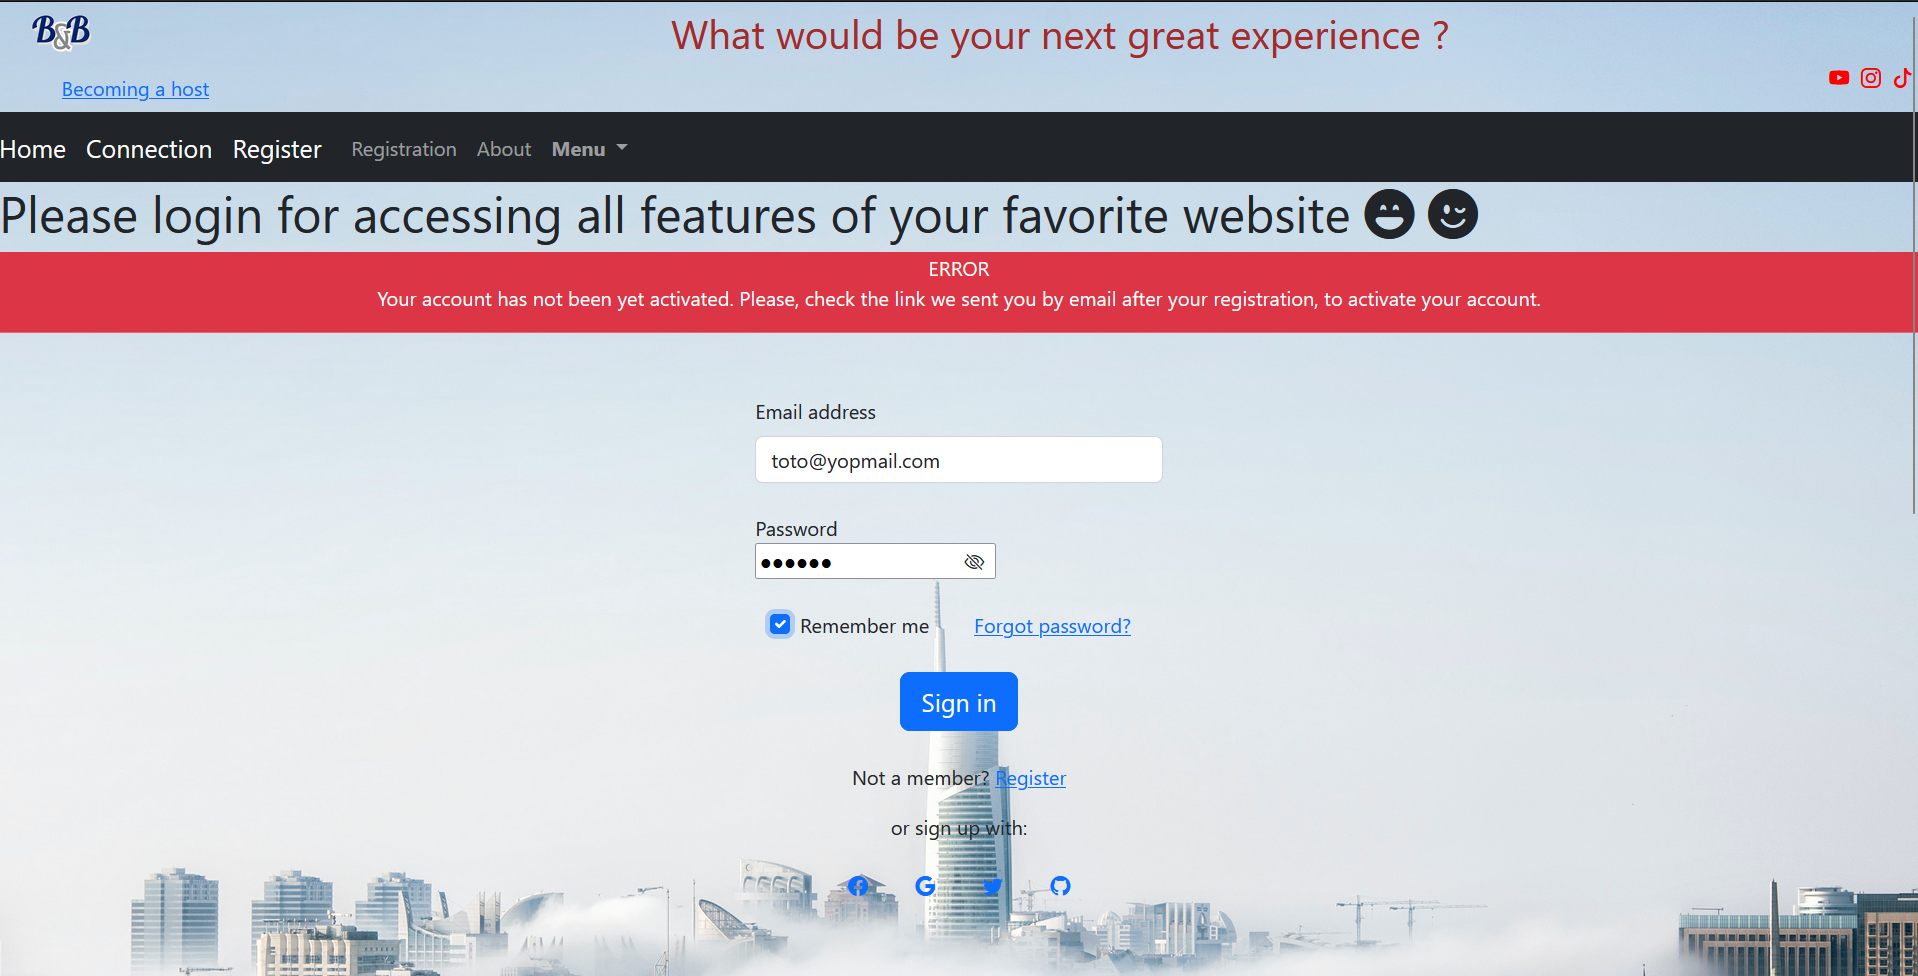 B&B
What would be your next great experience ?
Becoming a host
Home Connection Register Registration About Menu
Please login for accessing all features of your favorite website
ERROR
Your account has not been yet activated. Please, check the link we sent you by email after your registration, to activate your account.
Email address
toto@yopmail.com
Password
Remember me Forgot password?
Sign in
Not a member? Register
or sign up with: